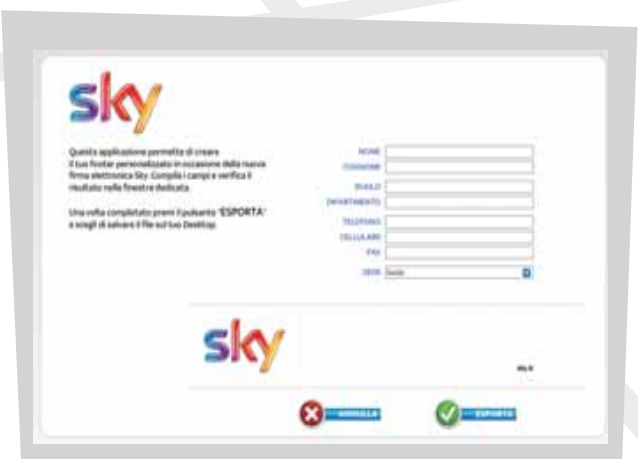 sky
Questa applicazione permette di creare
il tuo footer personalizzato in occasione della nuova
firma elettronica Sky. Compila i campi e verifica il
risultato nella finestra dedicata.
Una volta completato premi il pulsante "ESPORTA"
e scegli di salvare il file sul tuo Desktop.
NOME
COGNOME
RUOLO
DIPARTIMENTO
TELEFONO
CELLULARE
FAX
SEDE
sky
sky.it
ANNULLA
ESPORTA